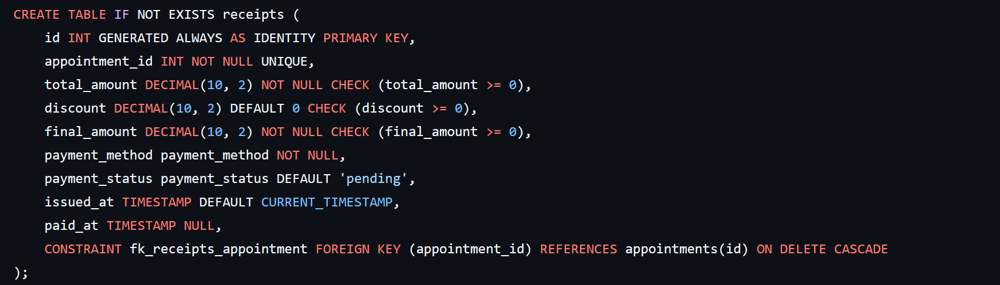 CREATE TABLE IF NOT EXISTS receipts (
    id INT GENERATED ALWAYS AS IDENTITY PRIMARY KEY,
    appointment_id INT NOT NULL UNIQUE,
    total_amount DECIMAL(10, 2) NOT NULL CHECK (total_amount >= 0),
    discount DECIMAL(10, 2) DEFAULT 0 CHECK (discount >= 0),
    final_amount DECIMAL(10, 2) NOT NULL CHECK (final_amount >= 0),
    payment_method payment_method NOT NULL,
    payment_status payment_status DEFAULT 'pending',
    issued_at TIMESTAMP DEFAULT CURRENT_TIMESTAMP,
    paid_at TIMESTAMP NULL,
    CONSTRAINT fk_receipts_appointment FOREIGN KEY (appointment_id) REFERENCES appointments(id) ON DELETE CASCADE
);